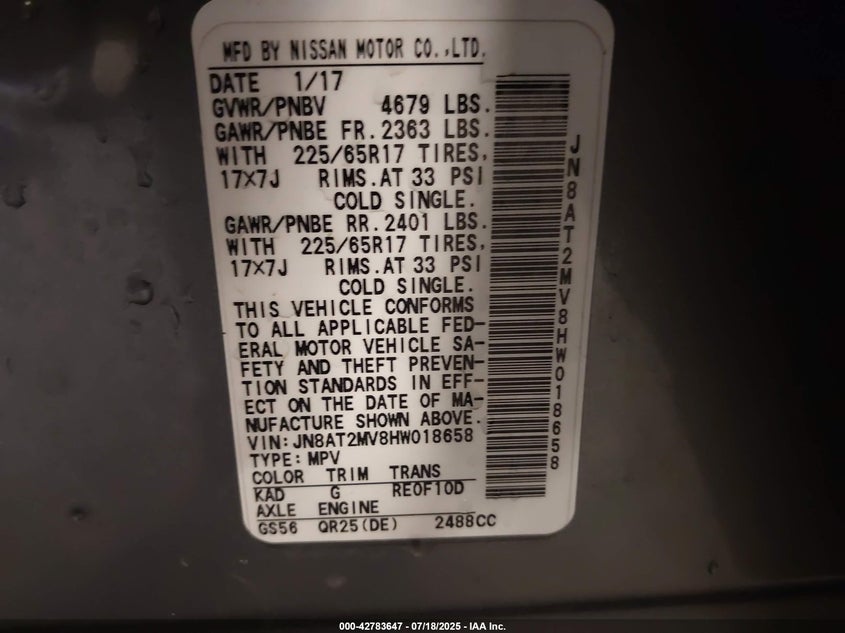 MFD BY NISSAN MOTOR CO.,LTD.
DATE 1/17
GVWR/PNBV 4679 LBS.
GAWR/PNBE FR. 2363 LBS.
WITH 225/65R17 TIRES,
17×7J RIMS.AT 33 PSI
COLD SINGLE.
GAWR/PNBE RR. 2401 LBS.
WITH 225/65R17 TIRES,
17×7J RIMS.AT 33 PSI
COLD SINGLE.
THIS VEHICLE CONFORMS
TO ALL APPLICABLE FED-
ERAL MOTOR VEHICLE SA-
FETY AND THEFT PREVEN-
TION STANDARDS IN EFF-
ECT ON THE DATE OF MA-
NUFACTURE SHOWN ABOVE.
VIN:JN8AT2MV8HW018658
TYPE:MPV
COLOR TRIM TRANS
KAD G RE0F10D
AXLE ENGINE
GS56 QR25(DE) 2488CC
JN8AT2MV8HW018658
000-42783647 - 07/18/2025 - IAA Inc.